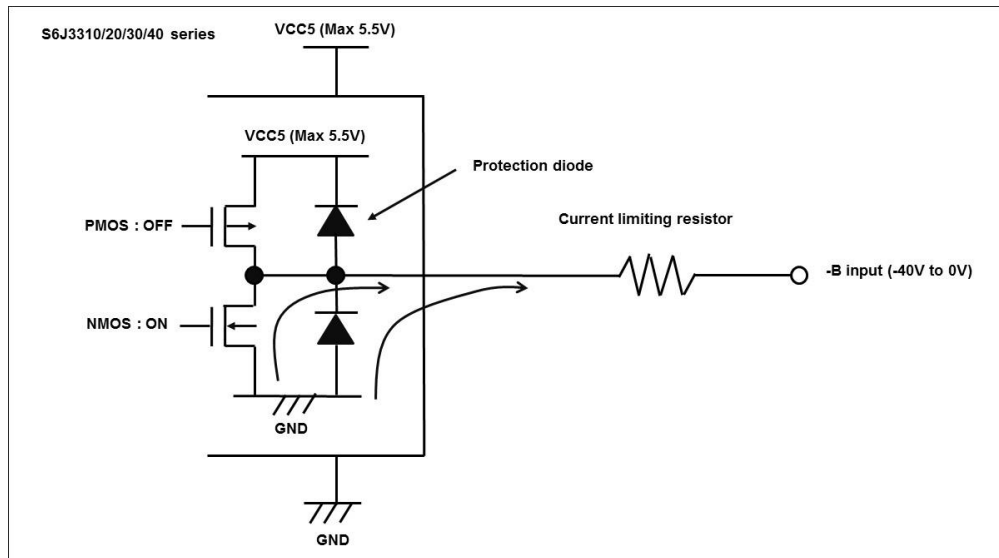 S6J3310/20/30/40 series
VCC5 (Max 5.5V)
VCC5 (Max 5.5V)
Protection diode
Current limiting resistor
PMOS : OFF
-B input (-40V to 0V)
NMOS : ON
GND
GND